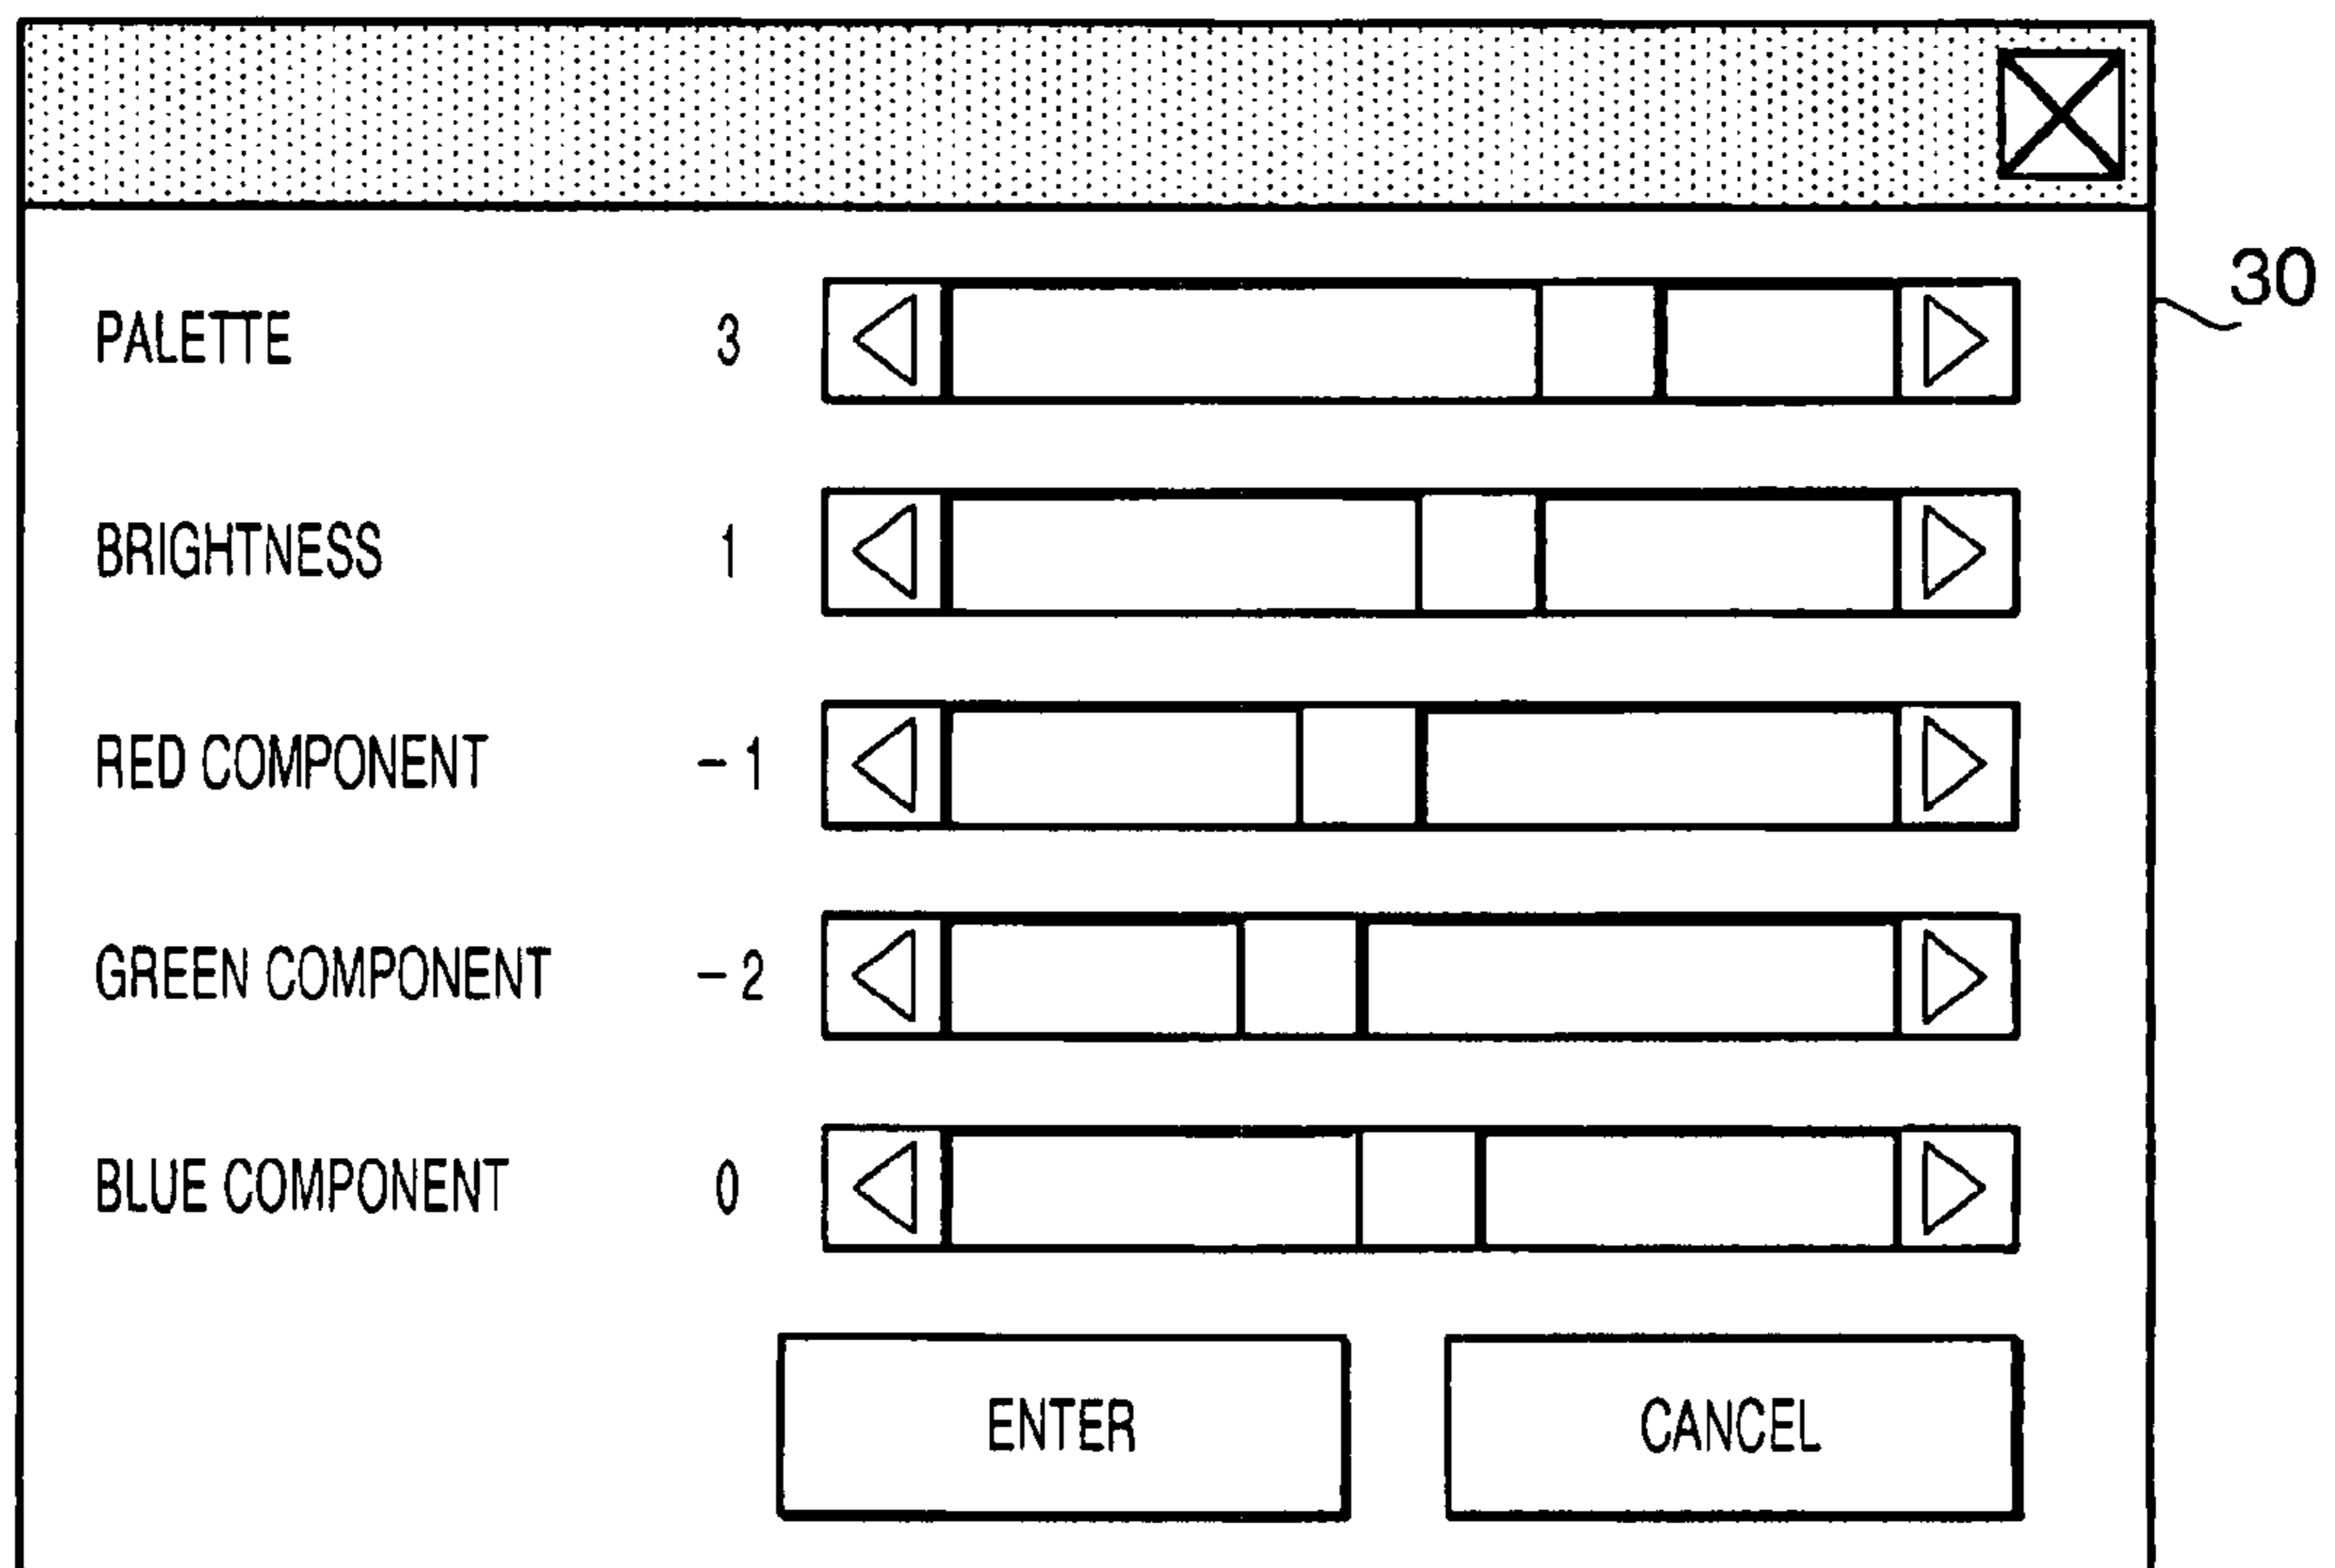 30
PALETTE 3
BRIGHTNESS 1
RED COMPONENT -1
GREEN COMPONENT -2
BLUE COMPONENT 0
ENTER CANCEL